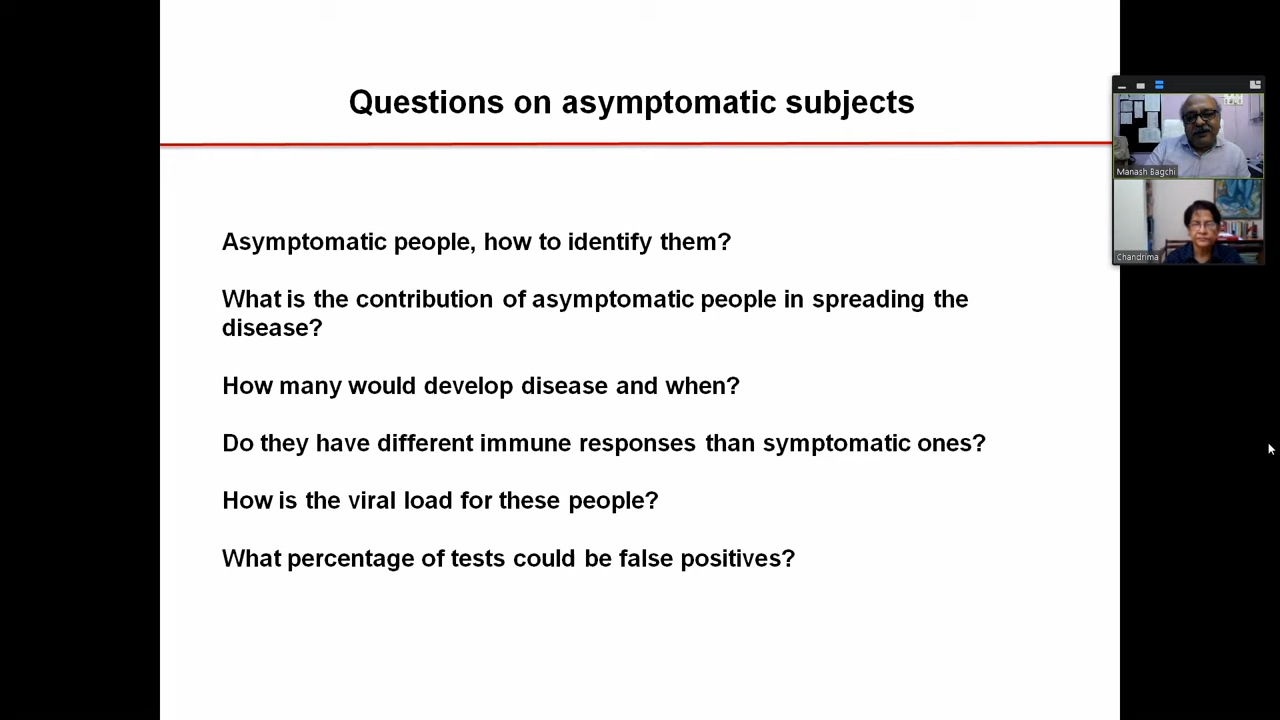 Questions on asymptomatic subjects
Asymptomatic people, how to identify them?
What is the contribution of asymptomatic people in spreading the
disease?
How many would develop disease and when?
Do they have different immune responses than symptomatic ones?
How is the viral load for these people?
What percentage of tests could be false positives?
Manash Bagchi
Chandrima